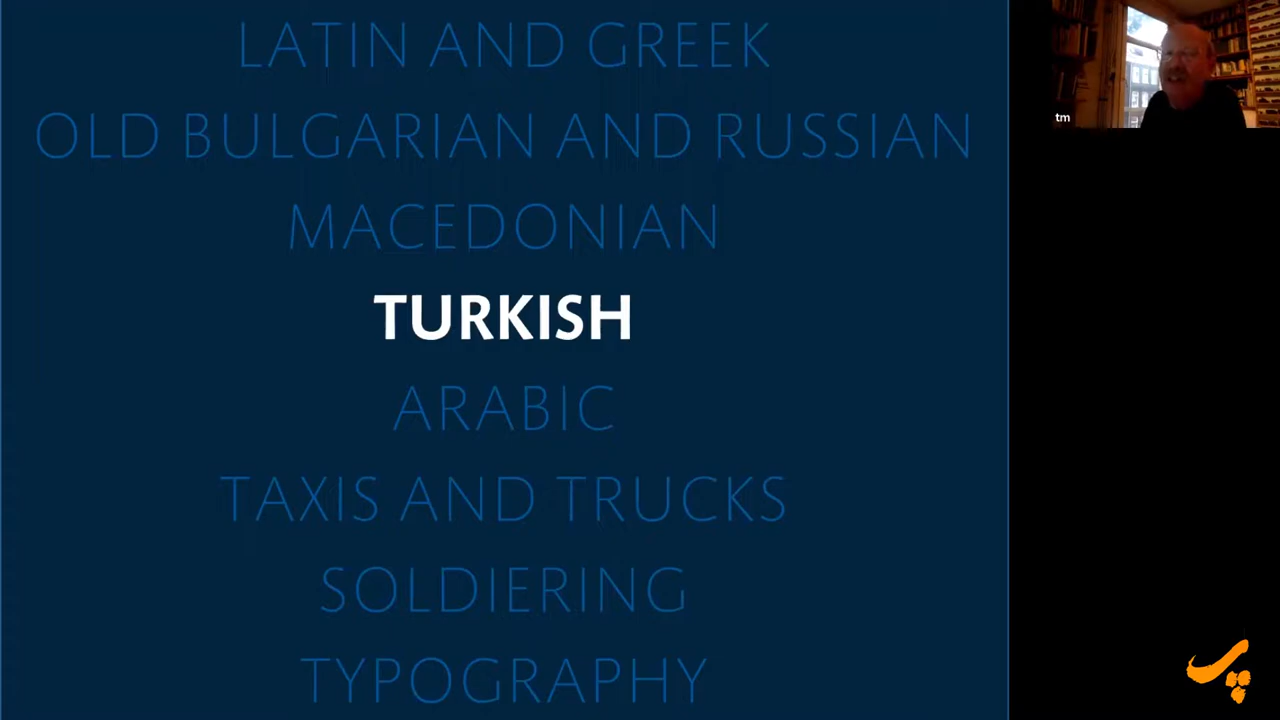 LATIN AND GREEK
OLD BULGARIAN AND RUSSIAN
MACEDONIAN
TURKISH
ARABIC
TAXIS AND TRUCKS
SOLDIERING
TYPOGRAPHY
tm
پ